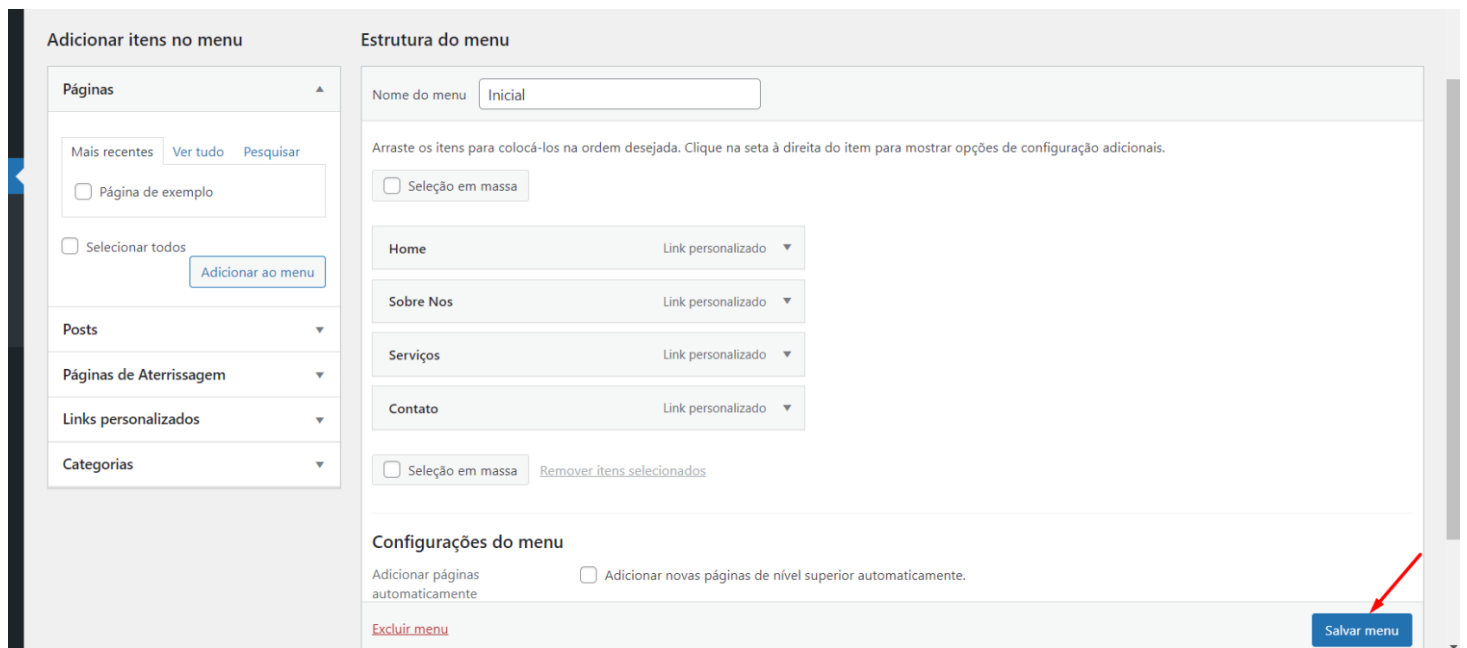 Adicionar itens no menu
Páginas
Mais recentes Ver tudo Pesquisar
Página de exemplo
Selecionar todos
Adicionar ao menu
Posts
Páginas de Aterrissagem
Links personalizados
Categorias
Estrutura do menu
Nome do menu Inicial
Arraste os itens para colocá-los na ordem desejada. Clique na seta à direita do item para mostrar opções de configuração adicionais.
Seleção em massa
Home Link personalizado
Sobre Nos Link personalizado
Serviços Link personalizado
Contato Link personalizado
Seleção em massa Remover itens selecionados
Configurações do menu
Adicionar páginas automaticamente
Adicionar novas páginas de nível superior automaticamente.
Excluir menu Salvar menu